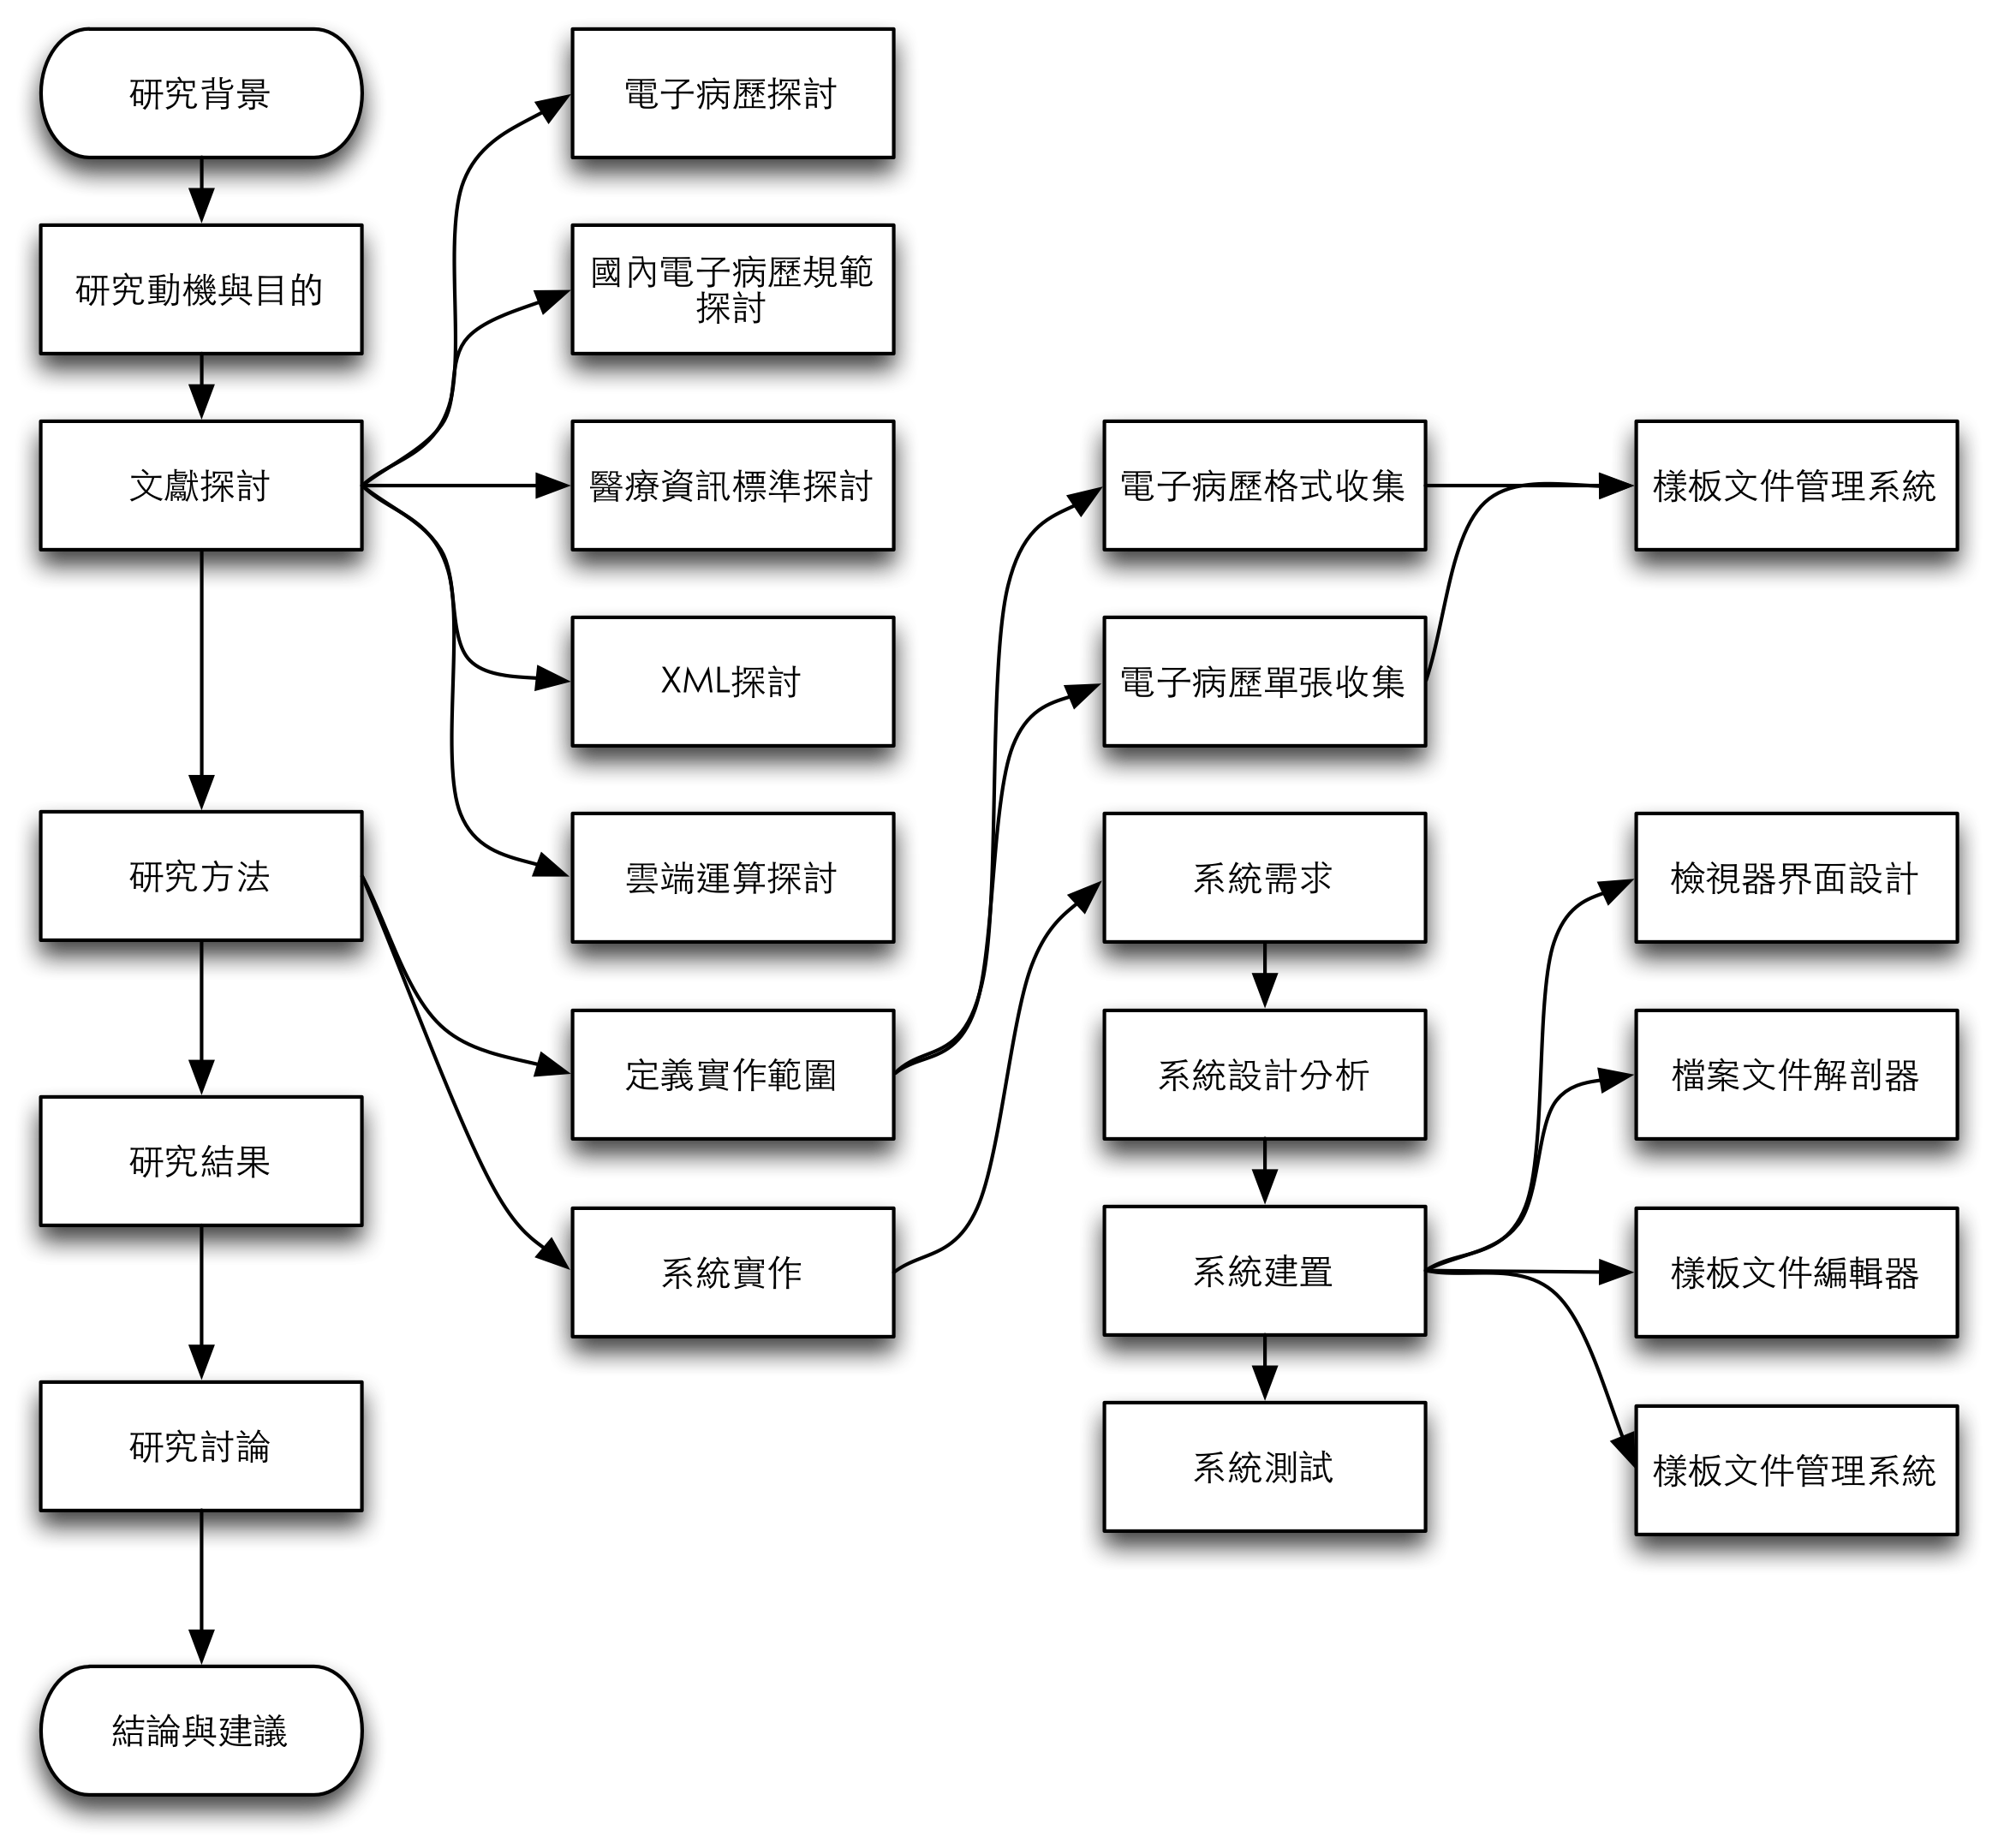 研究背景
研究動機與目的
文獻探討
研究方法
研究結果
研究討論
結論與建議
電子病歷探討
國內電子病歷規範
探討
醫療資訊標準探討
XML探討
雲端運算探討
定義實作範圍
系統實作
電子病歷格式收集
電子病歷單張收集
系統需求
系統設計分析
系統建置
系統測試
樣板文件管理系統
檢視器界面設計
檔案文件解剖器
樣板文件編輯器
樣板文件管理系統